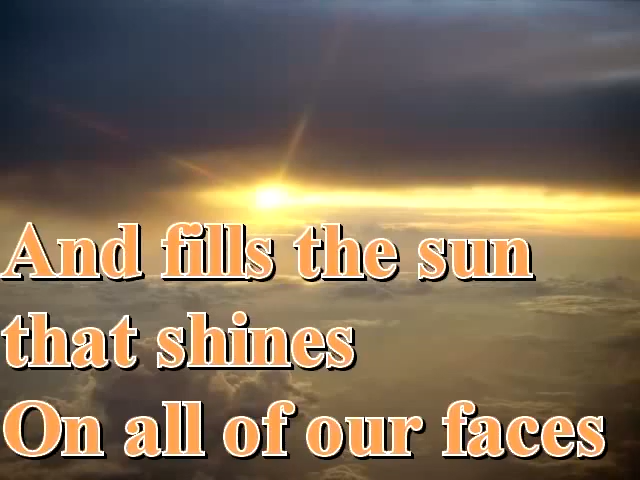 And fills the sun
that shines
On all of our faces